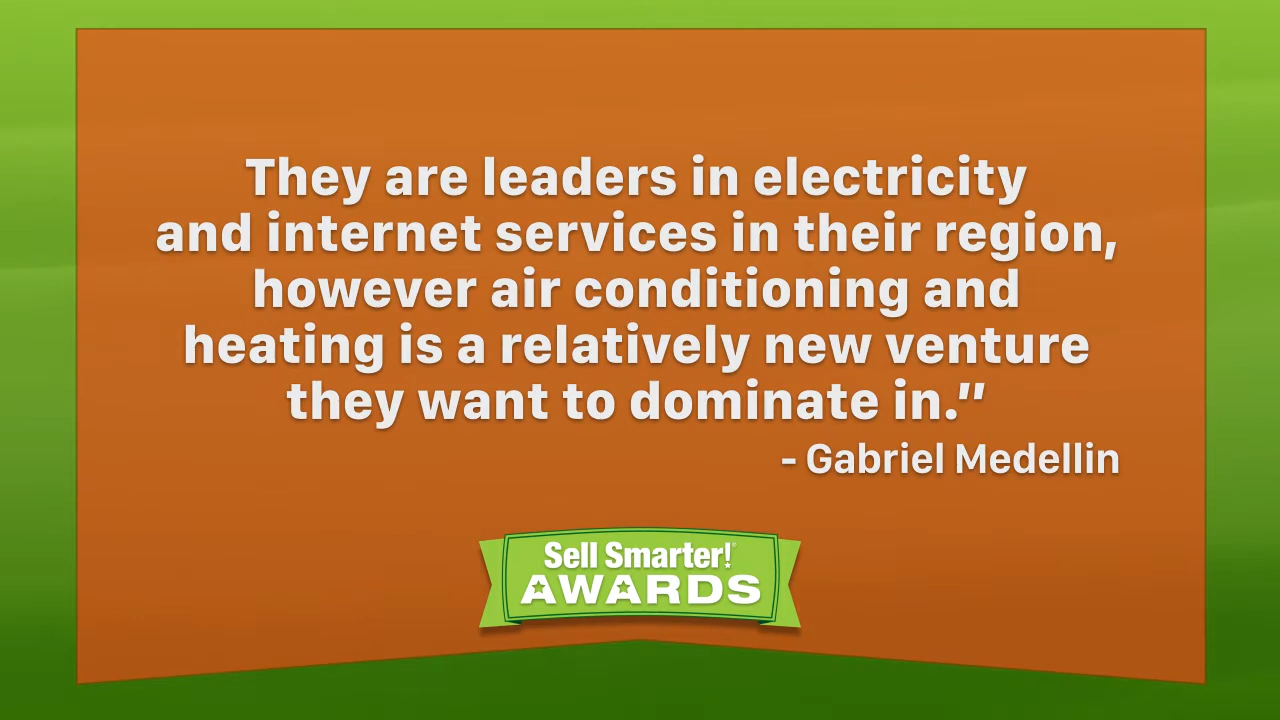 They are leaders in electricity
and internet services in their region,
however air conditioning and
heating is a relatively new venture
they want to dominate in.”
- Gabriel Medellin
Sell Smarter!
AWARDS